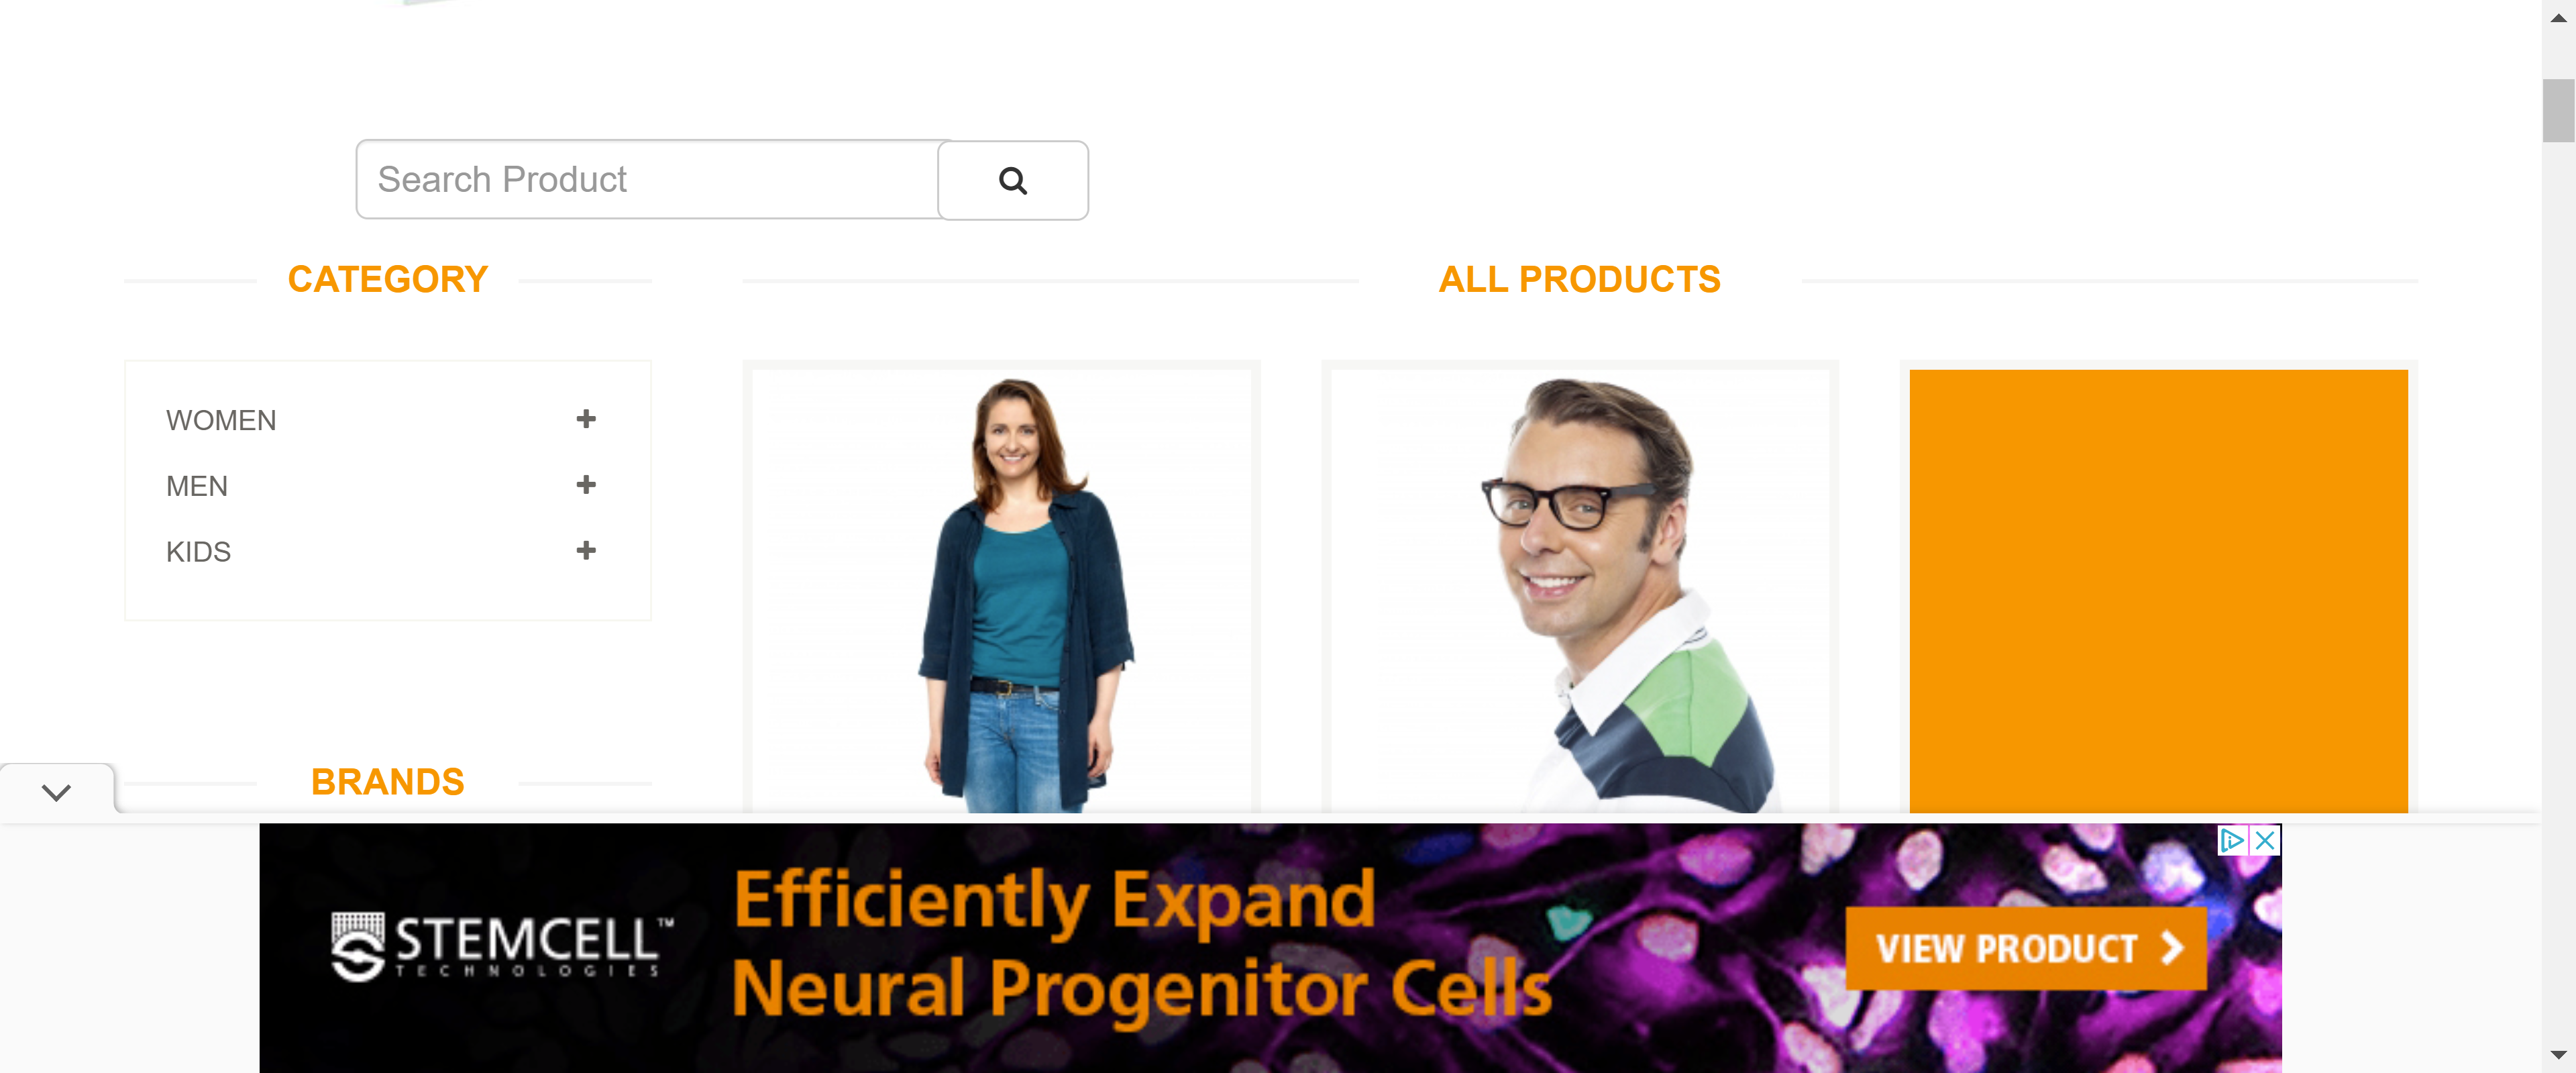 Search Product
CATEGORY
ALL PRODUCTS
WOMEN
MEN
KIDS
BRANDS
STEMCELL™
TECHNOLOGIES
Efficiently Expand
Neural Progenitor Cells
VIEW PRODUCT